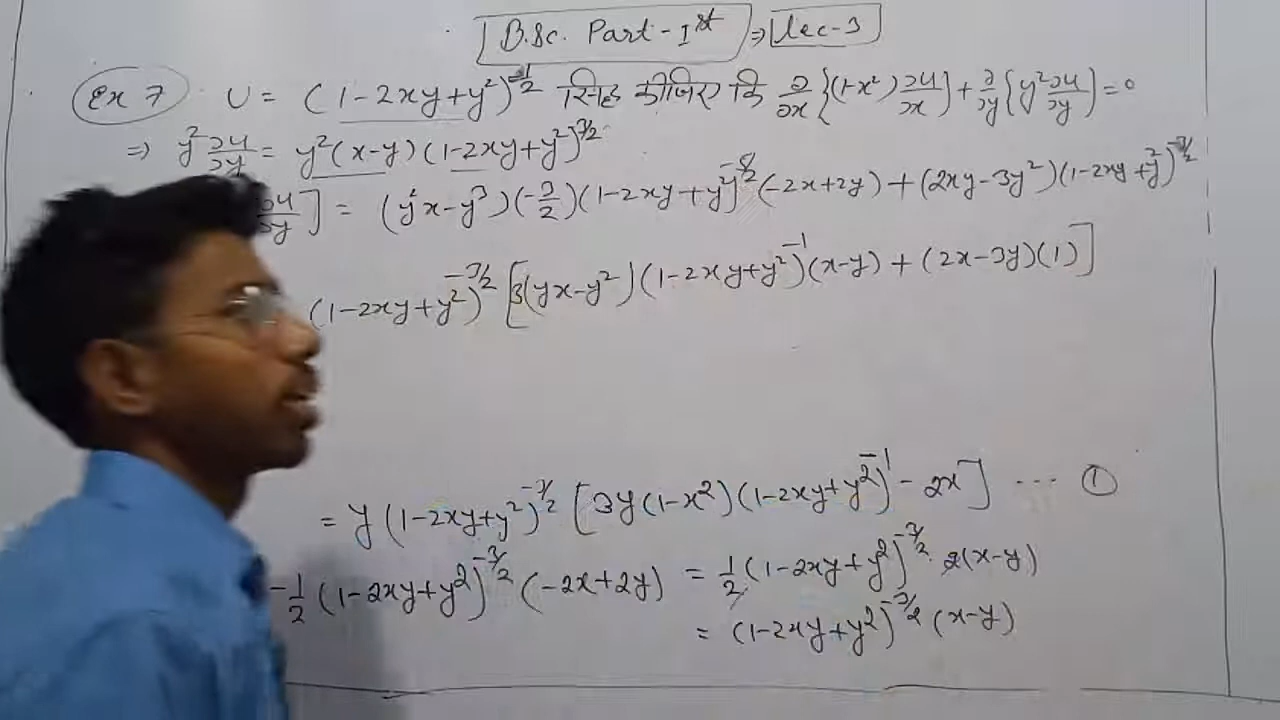 B.Sc. Part-Ist ⇒ Lec-3
Ex 7 U = (1-2xy+y²)^-1/2 सिद्ध कीजिए कि ∂/∂x {(1-x²) ∂u/∂x} + ∂/∂y {y² ∂u/∂y} = 0
⇒ y² ∂u/∂y = y²(x-y) (1-2xy+y²)^-3/2
∂u/∂y ] = (y²x-y³)(-3/2)(1-2xy+y²)^-5/2 (-2x+2y) + (2xy-3y²)(1-2xy+y²)^-3/2
(1-2xy+y²)^-3/2 [3(yx-y²)(1-2xy+y²)^-1 (x-y) + (2x-3y)(1)]
= y(1-2xy+y²)^-3/2 [3y(1-x²)(1-2xy+y²)^-1 - 2x] ... ①
-1/2 (1-2xy+y²)^-3/2 (-2x+2y) = 1/2 (1-2xy+y²)^-3/2 2(x-y)
= (1-2xy+y²)^-3/2 (x-y)